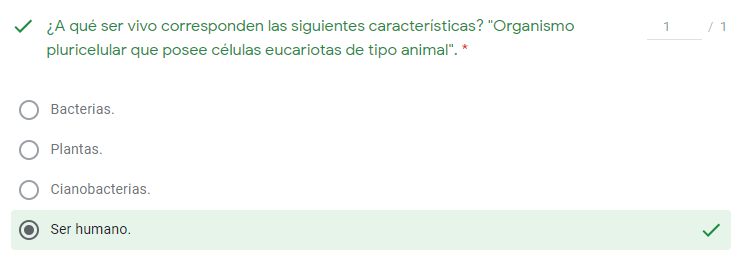 ¿A qué ser vivo corresponden las siguientes características? "Organismo 1 / 1
pluricelular que posee células eucariotas de tipo animal". *
Bacterias.
Plantas.
Cianobacterias.
Ser humano.